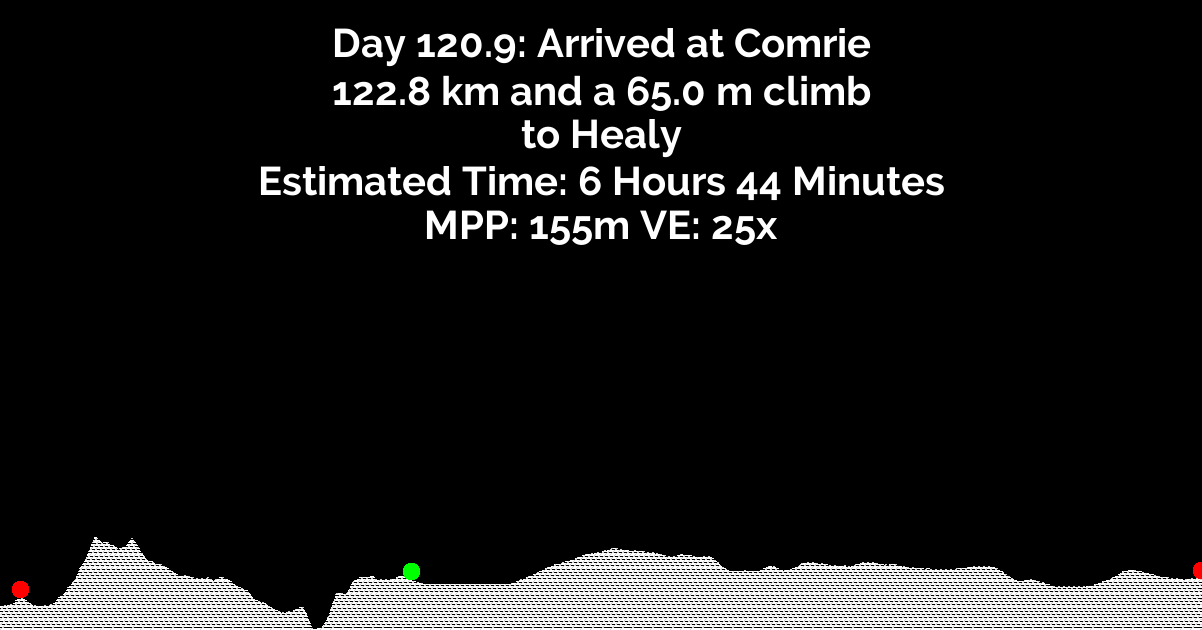 Day 120.9: Arrived at Comrie
122.8 km and a 65.0 m climb
to Healy
Estimated Time: 6 Hours 44 Minutes
MPP: 155m VE: 25x